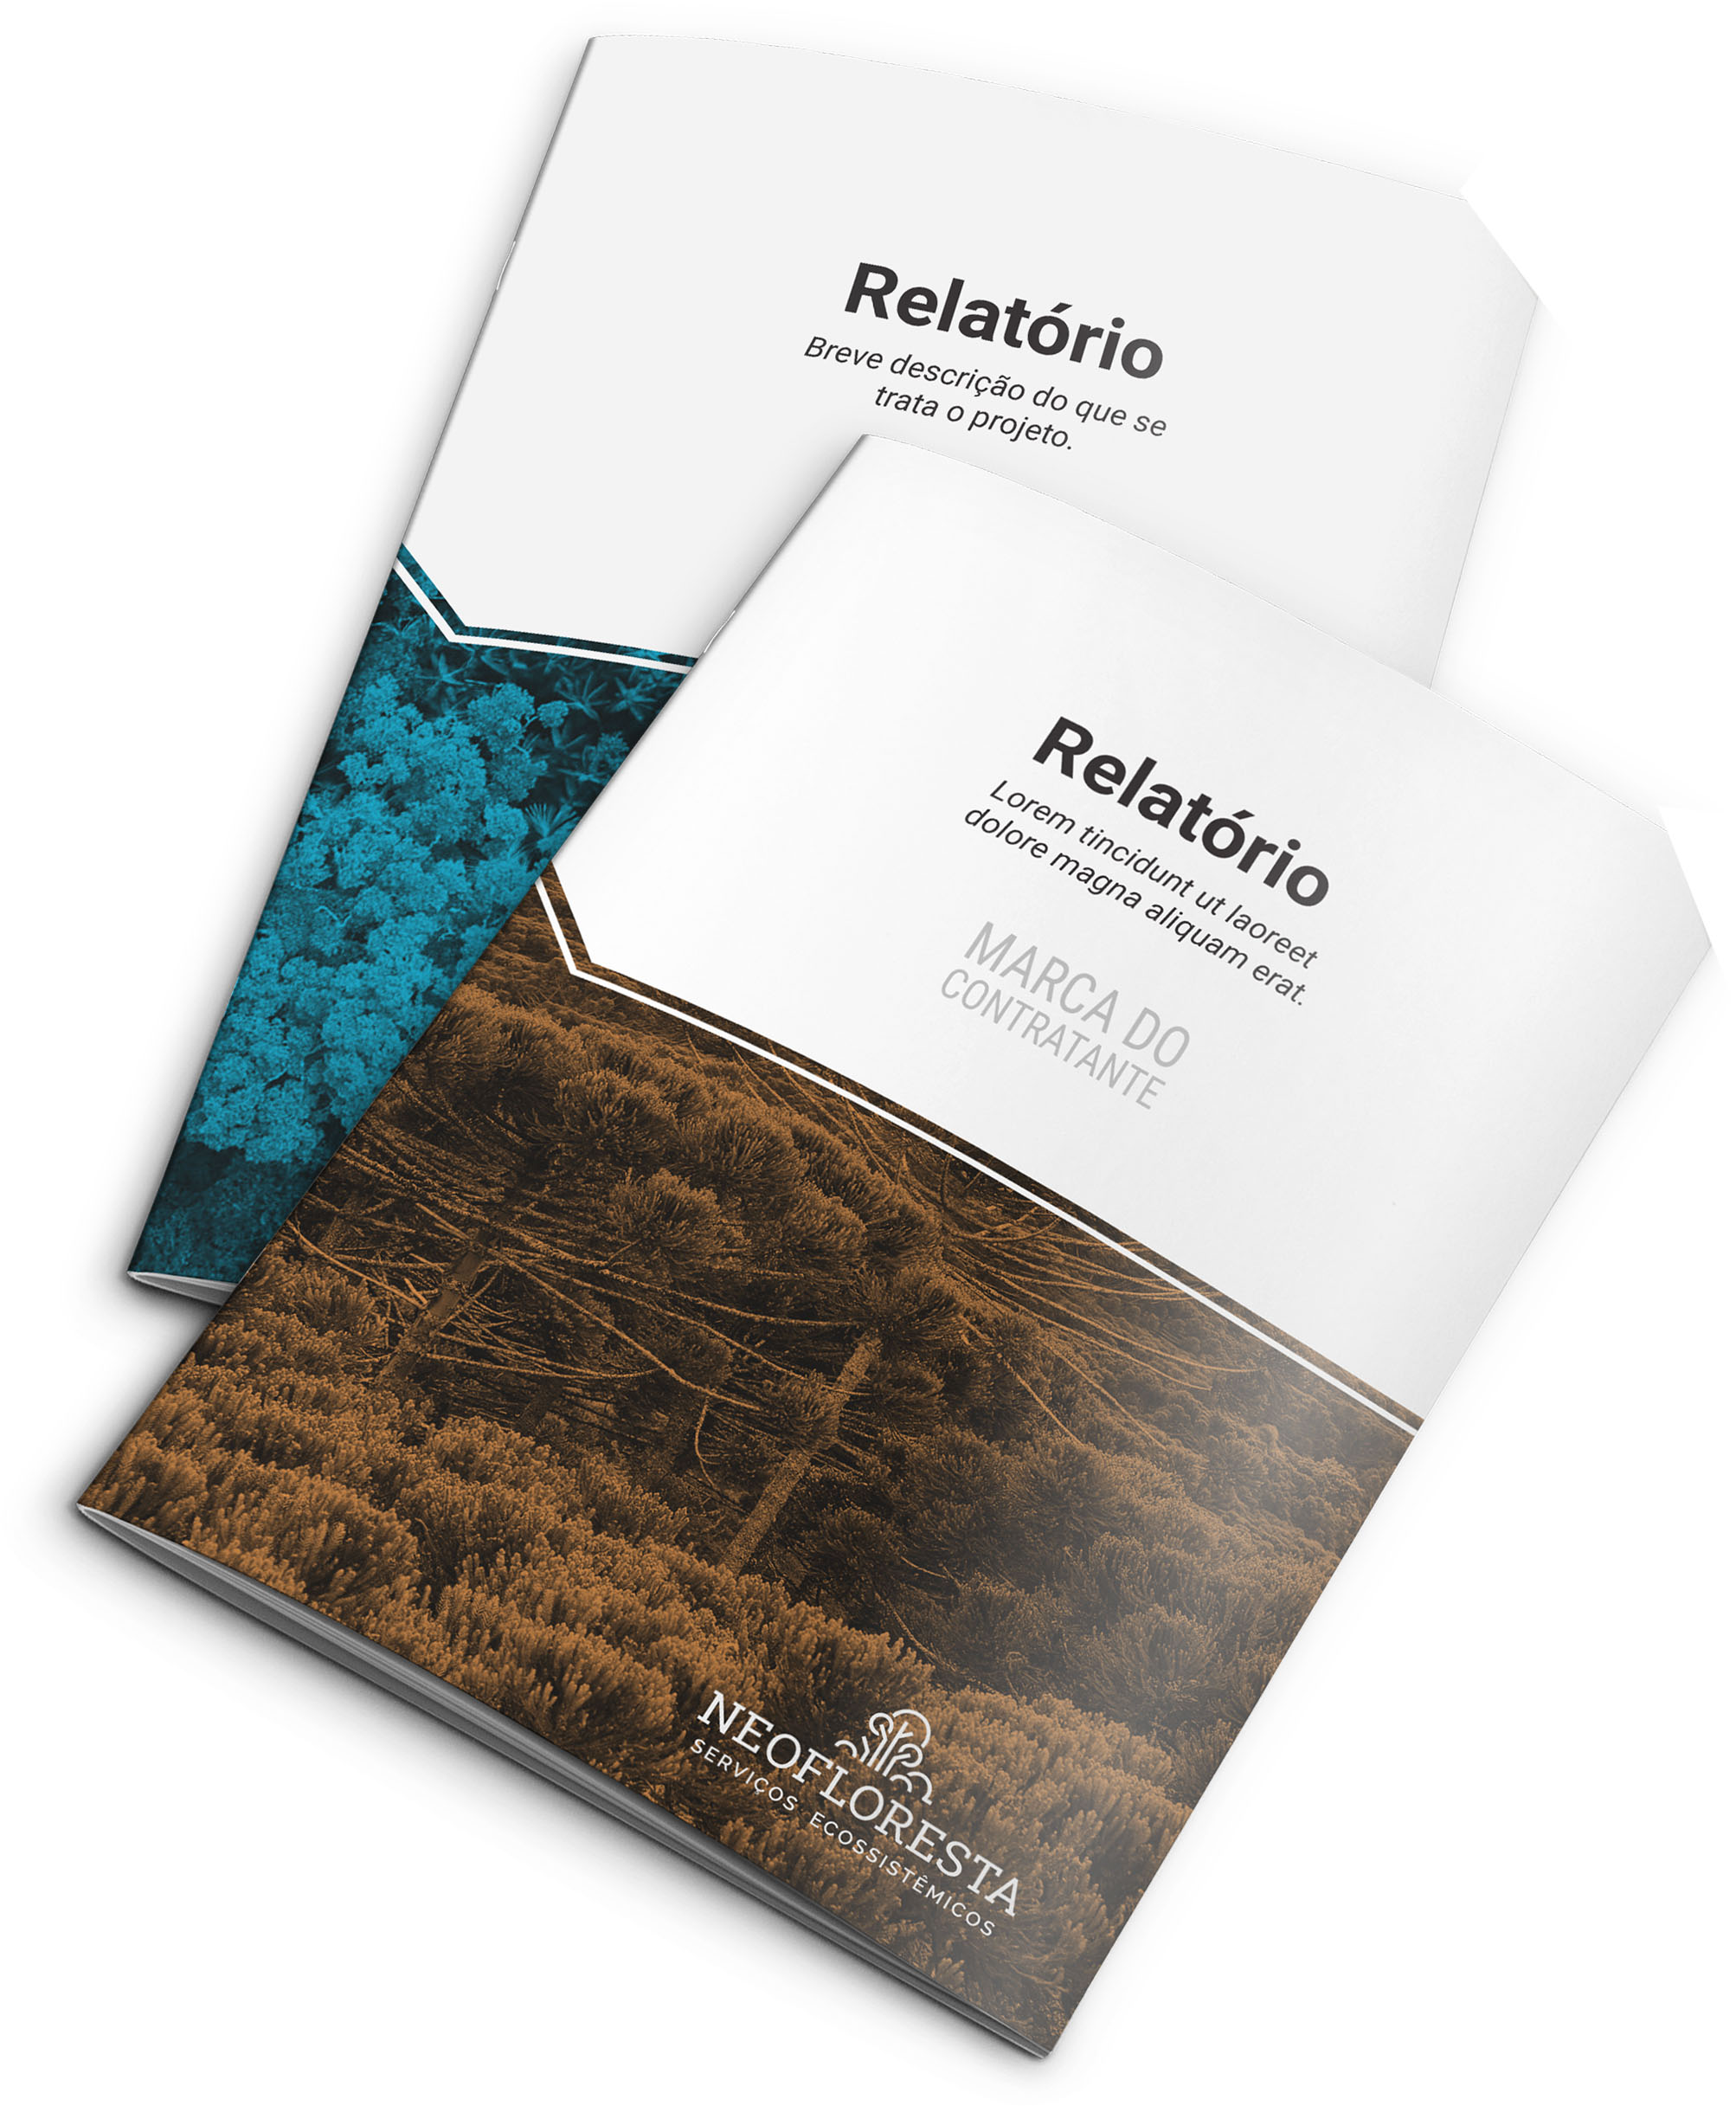 Relatório
Breve descrição do que se
trata o projeto.
Relatório
Lorem tincidunt ut laoreet
dolore magna aliquam erat.
MARCA DO
CONTRATANTE
NEOFLORESTA
SERVIÇOS ECOSSISTÊMICOS